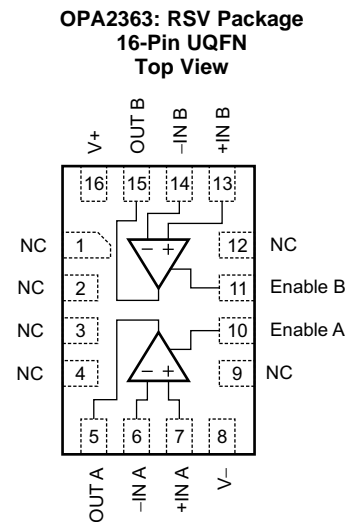 OPA2363: RSV Package
16-Pin UQFN
Top View
V+
OUT B
−IN B
+IN B
16
15
14
13
NC
1
− +
12
NC
NC
2
11
Enable B
NC
3
10
Enable A
NC
4
− +
9
NC
5
6
7
8
OUT A
−IN A
+IN A
V−